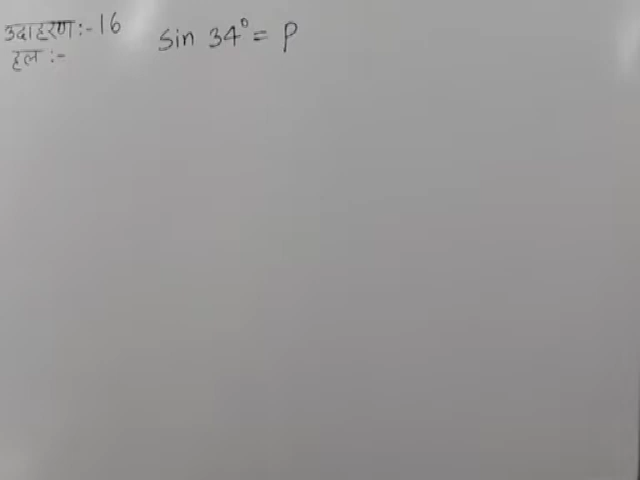 उदाहरण :- 16 sin 34° = P
हल :-